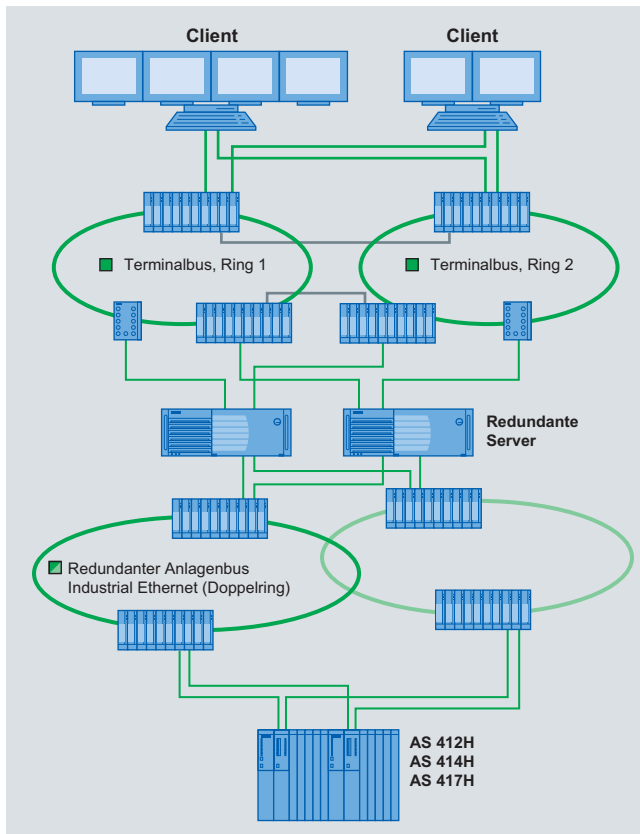 Client
Client
Terminalbus, Ring 1
Terminalbus, Ring 2
Redundante
Server
Redundanter Anlagenbus
Industrial Ethernet (Doppelring)
AS 412H
AS 414H
AS 417H